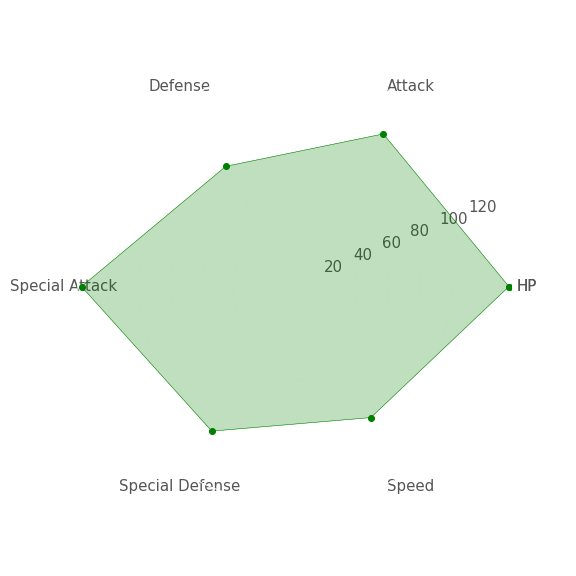 Defense
Attack
120
100
80
60
40
20
Special Attack
HP
Special Defense
Speed